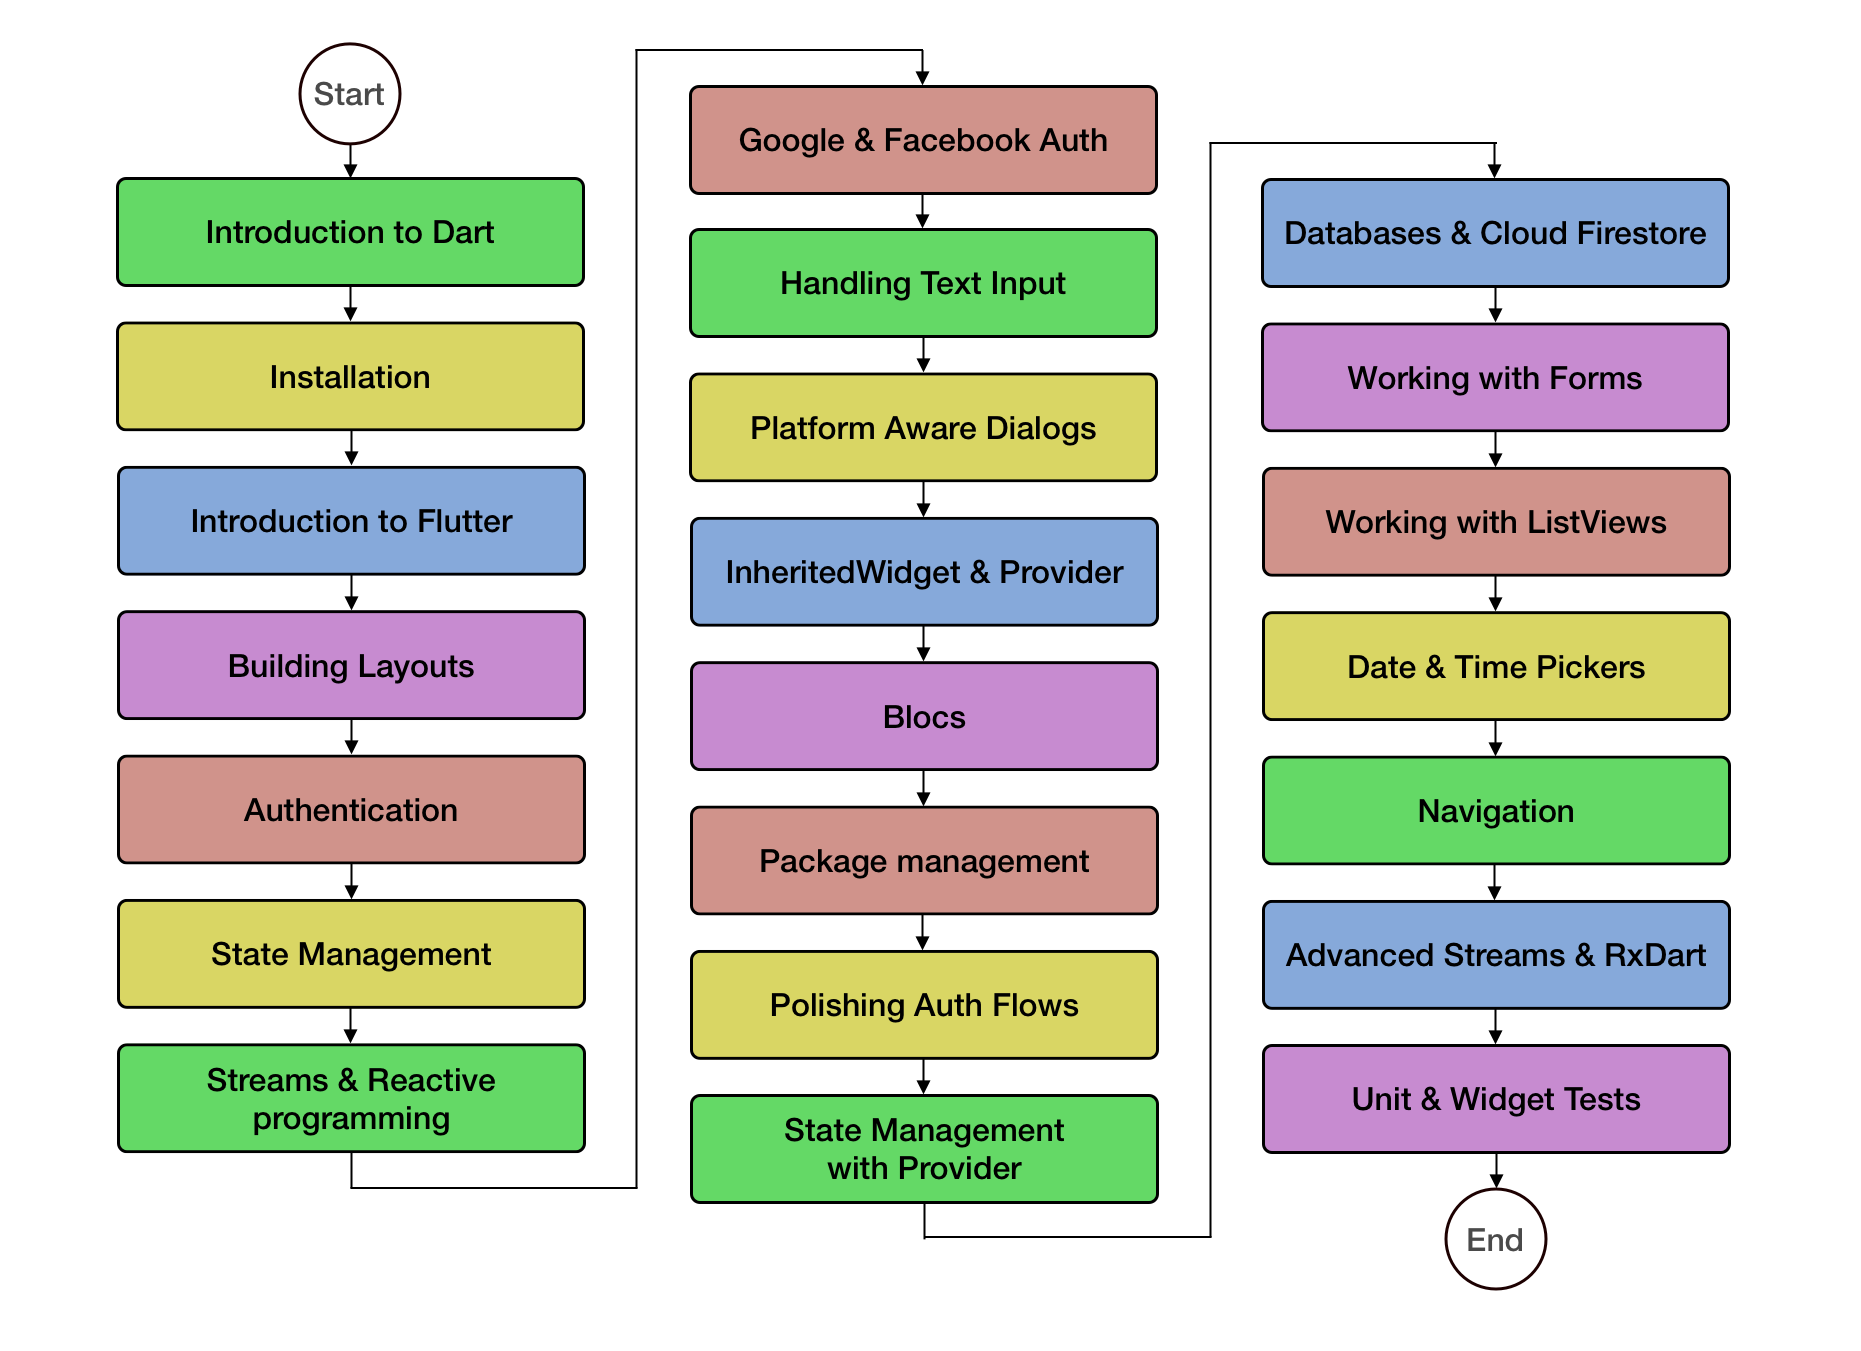 Start
Introduction to Dart
Installation
Introduction to Flutter
Building Layouts
Authentication
State Management
Streams & Reactive
programming
Google & Facebook Auth
Handling Text Input
Platform Aware Dialogs
InheritedWidget & Provider
Blocs
Package management
Polishing Auth Flows
State Management
with Provider
Databases & Cloud Firestore
Working with Forms
Working with ListViews
Date & Time Pickers
Navigation
Advanced Streams & RxDart
Unit & Widget Tests
End